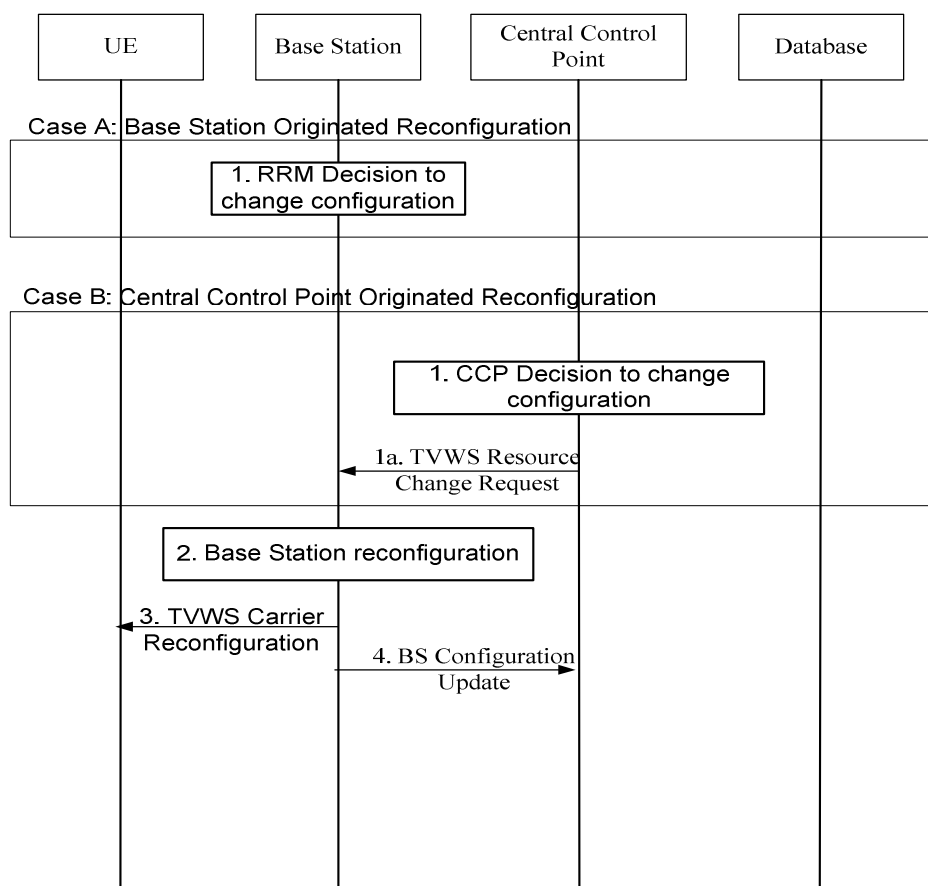 UE
Base Station
Central Control
Point
Database
Case A: Base Station Originated Reconfiguration
1. RRM Decision to
change configuration
Case B: Central Control Point Originated Reconfiguration
1. CCP Decision to change
configuration
1a. TVWS Resource
Change Request
2. Base Station reconfiguration
3. TVWS Carrier
Reconfiguration
4. BS Configuration
Update